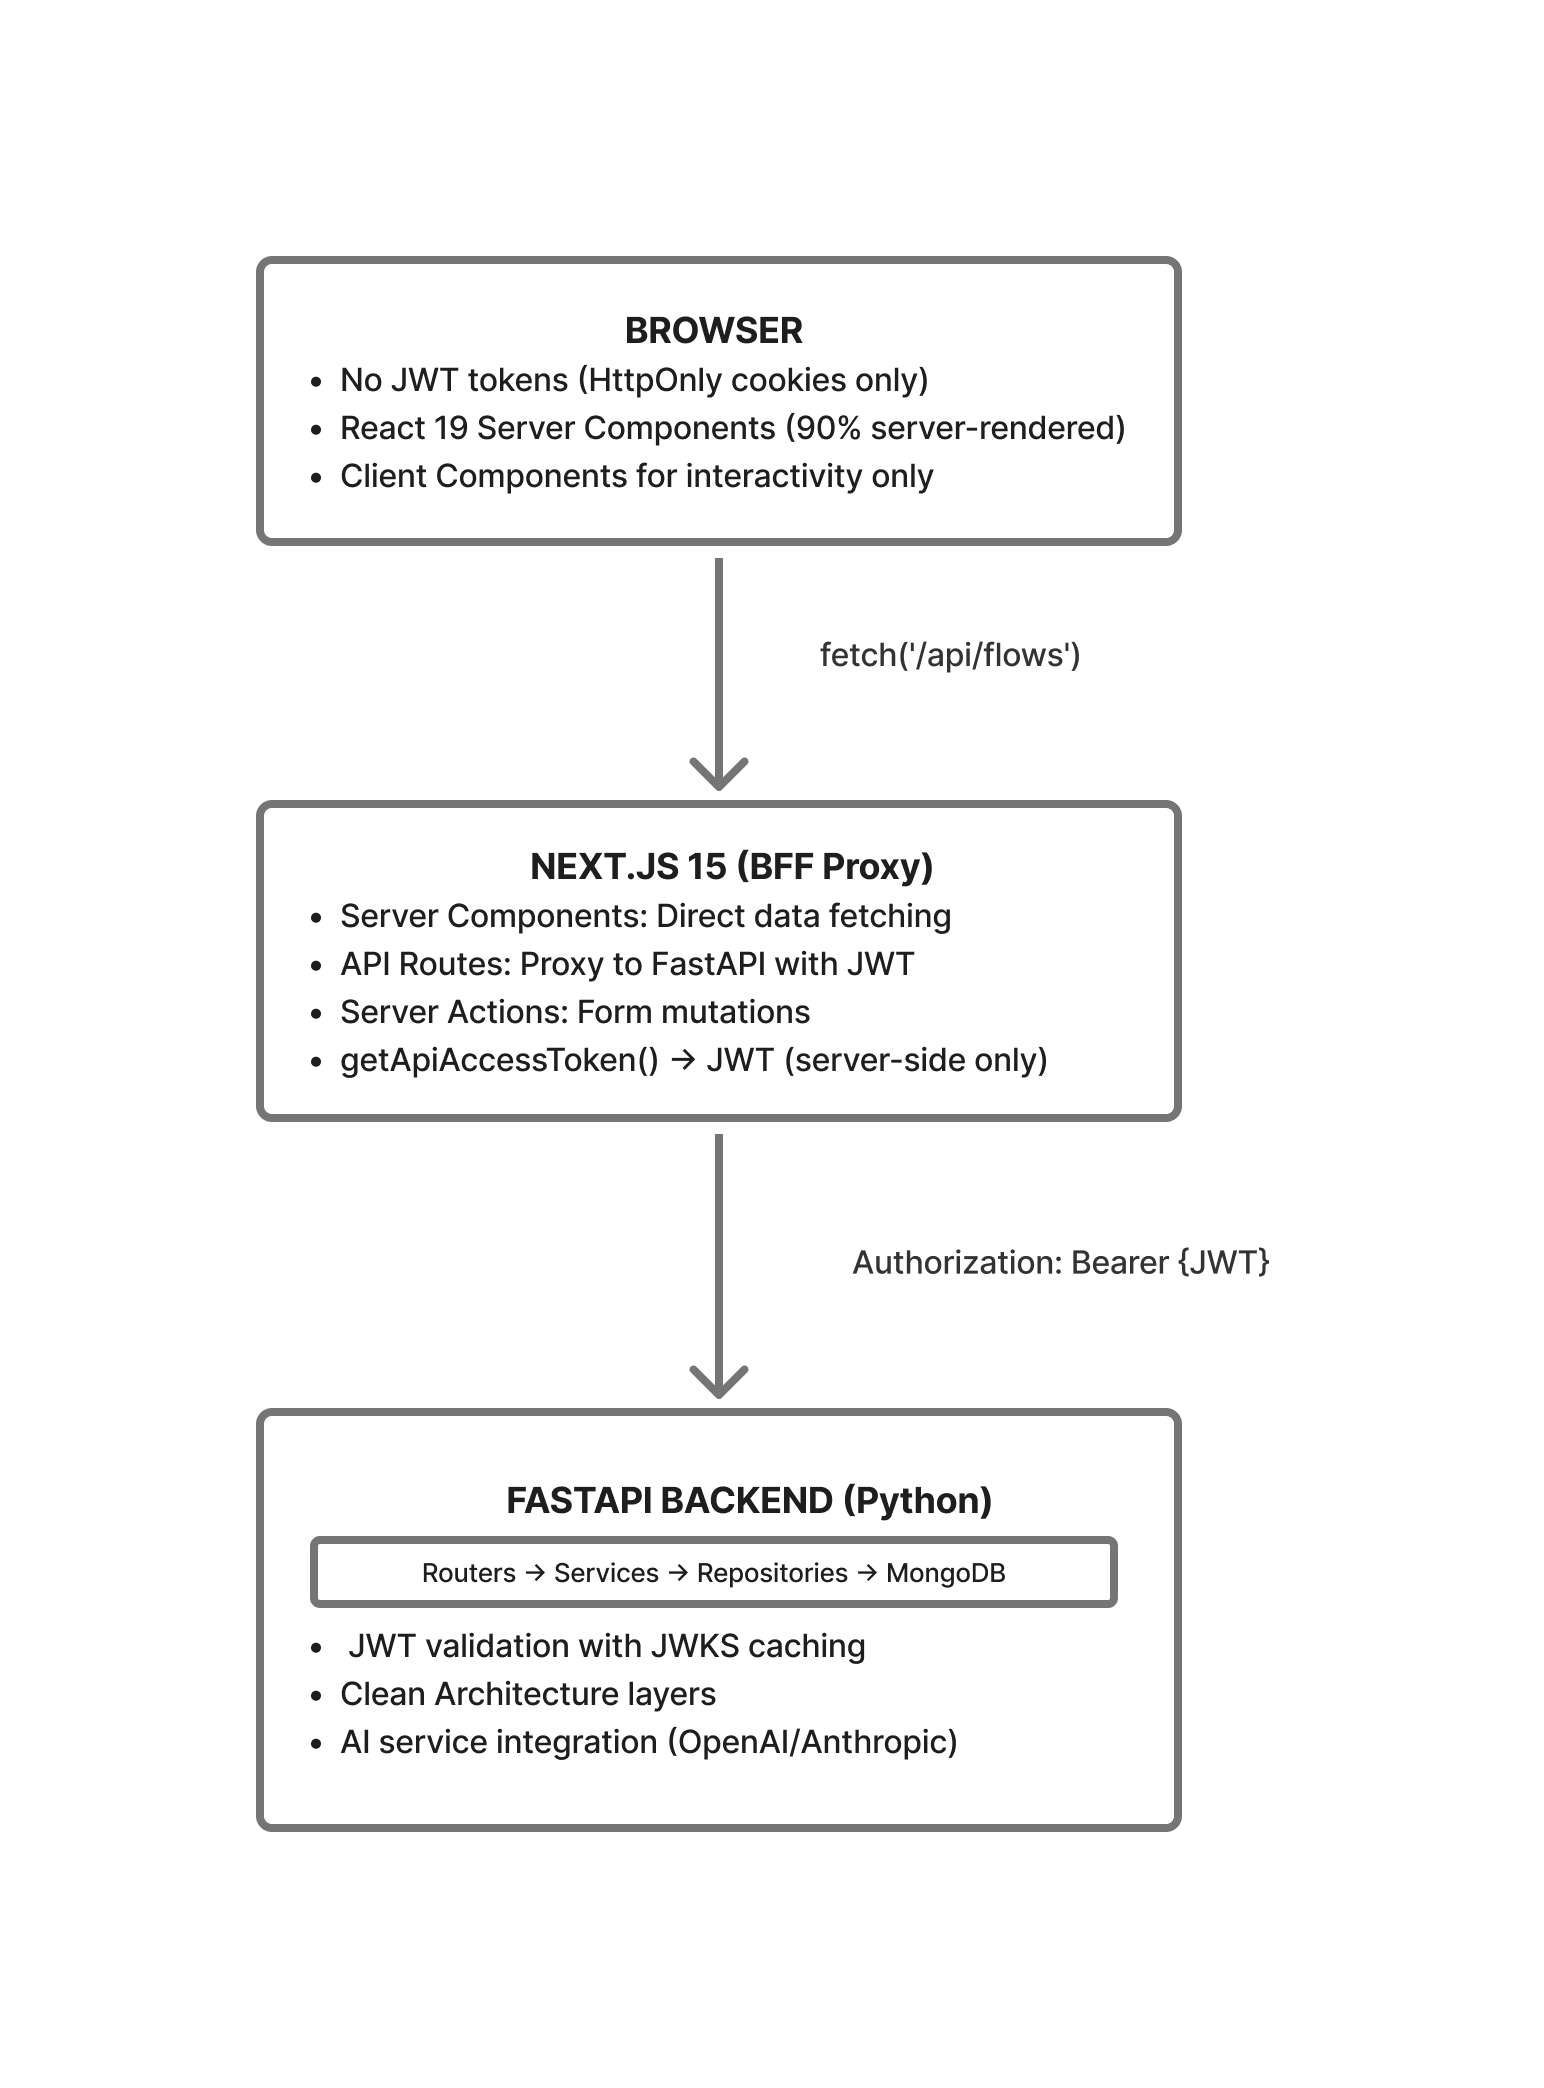 BROWSER
• No JWT tokens (HttpOnly cookies only)
• React 19 Server Components (90% server-rendered)
• Client Components for interactivity only
fetch('/api/flows')
NEXT.JS 15 (BFF Proxy)
• Server Components: Direct data fetching
• API Routes: Proxy to FastAPI with JWT
• Server Actions: Form mutations
• getApiAccessToken() → JWT (server-side only)
Authorization: Bearer {JWT}
FASTAPI BACKEND (Python)
Routers → Services → Repositories → MongoDB
• JWT validation with JWKS caching
• Clean Architecture layers
• AI service integration (OpenAI/Anthropic)